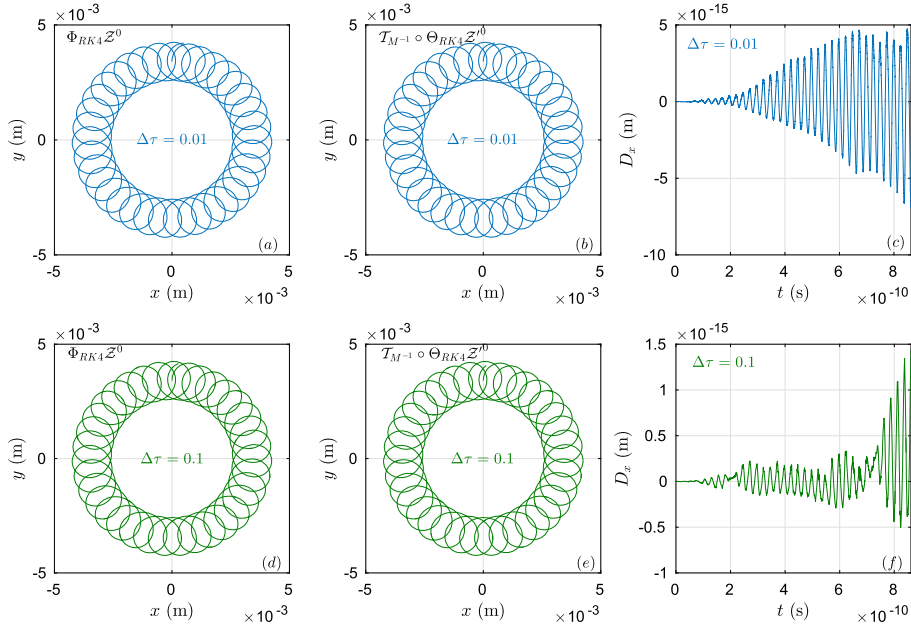 ×10⁻³
Φ_{RK4}𝒵⁰
5
0
-5
y (m)
Δτ = 0.01
(a)
-5 0 5
x (m)
×10⁻³
×10⁻³
𝒯_{M⁻¹} ∘ Θ_{RK4}𝒵′⁰
5
0
-5
y (m)
Δτ = 0.01
(b)
-5 0 5
x (m)
×10⁻³
×10⁻¹⁵
Δτ = 0.01
5
0
-5
-10
D_x (m)
(c)
0 2 4 6 8
t (s)
×10⁻¹⁰
×10⁻³
Φ_{RK4}𝒵⁰
5
0
-5
y (m)
Δτ = 0.1
(d)
-5 0 5
x (m)
×10⁻³
×10⁻³
𝒯_{M⁻¹} ∘ Θ_{RK4}𝒵′⁰
5
0
-5
y (m)
Δτ = 0.1
(e)
-5 0 5
x (m)
×10⁻³
×10⁻¹⁵
Δτ = 0.1
1.5
1
0.5
0
-0.5
-1
D_x (m)
(f)
0 2 4 6 8
t (s)
×10⁻¹⁰